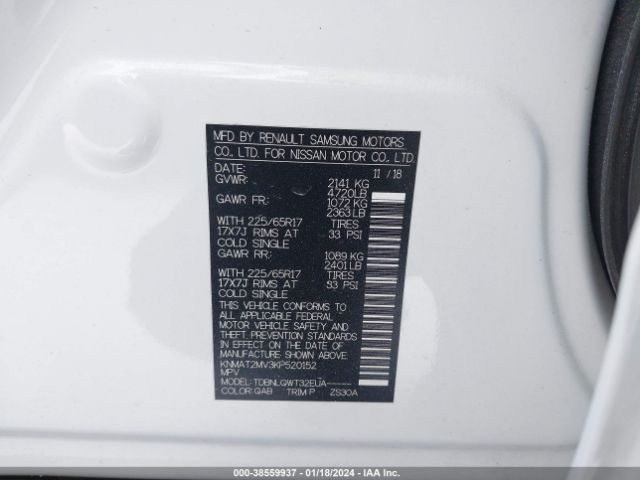 MFD BY RENAULT SAMSUNG MOTORS
CO., LTD. FOR NISSAN MOTOR CO., LTD.
DATE: 11 / 18
GVWR: 2141 KG
4720LB
GAWR FR: 1072 KG
2363 LB
WITH 225/65R17 TIRES
17X7J RIMS AT 33 PSI
COLD SINGLE
GAWR RR: 1089 KG
2401 LB
WITH 225/65R17 TIRES
17X7J RIMS AT 33 PSI
COLD SINGLE
THIS VEHICLE CONFORMS TO
ALL APPLICABLE FEDERAL
MOTOR VEHICLE SAFETY AND
THEFT PREVENTION STANDARDS
IN EFFECT ON THE DATE OF
MANUFACTURE SHOWN ABOVE
KNMAT2MV3KP520152
MPV
MODEL: TDBNLQWT32EUA-----
COLOR: QAB TRIM: P ZS30A
000-38559937 - 01/18/2024 - IAA Inc.